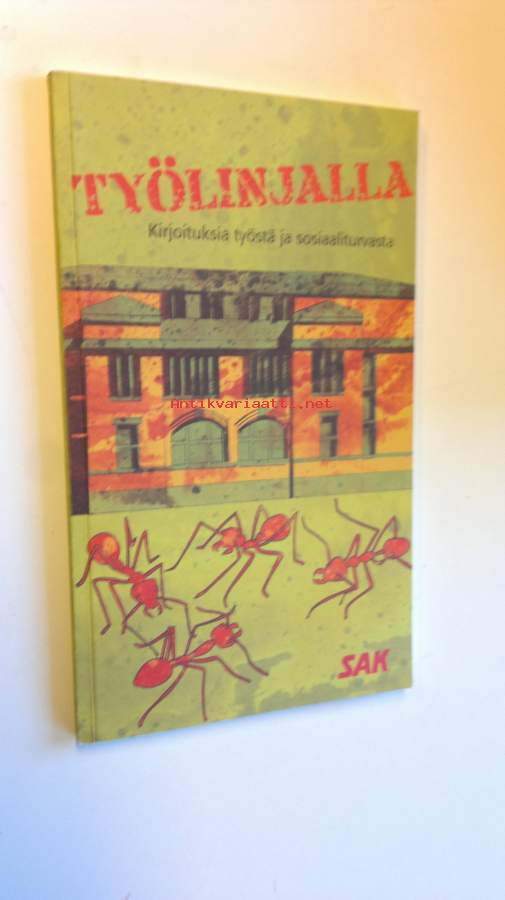 TYÖLINJALLA
Kirjoituksia työstä ja sosiaaliturvasta
Antikvariaatti.net
SAK